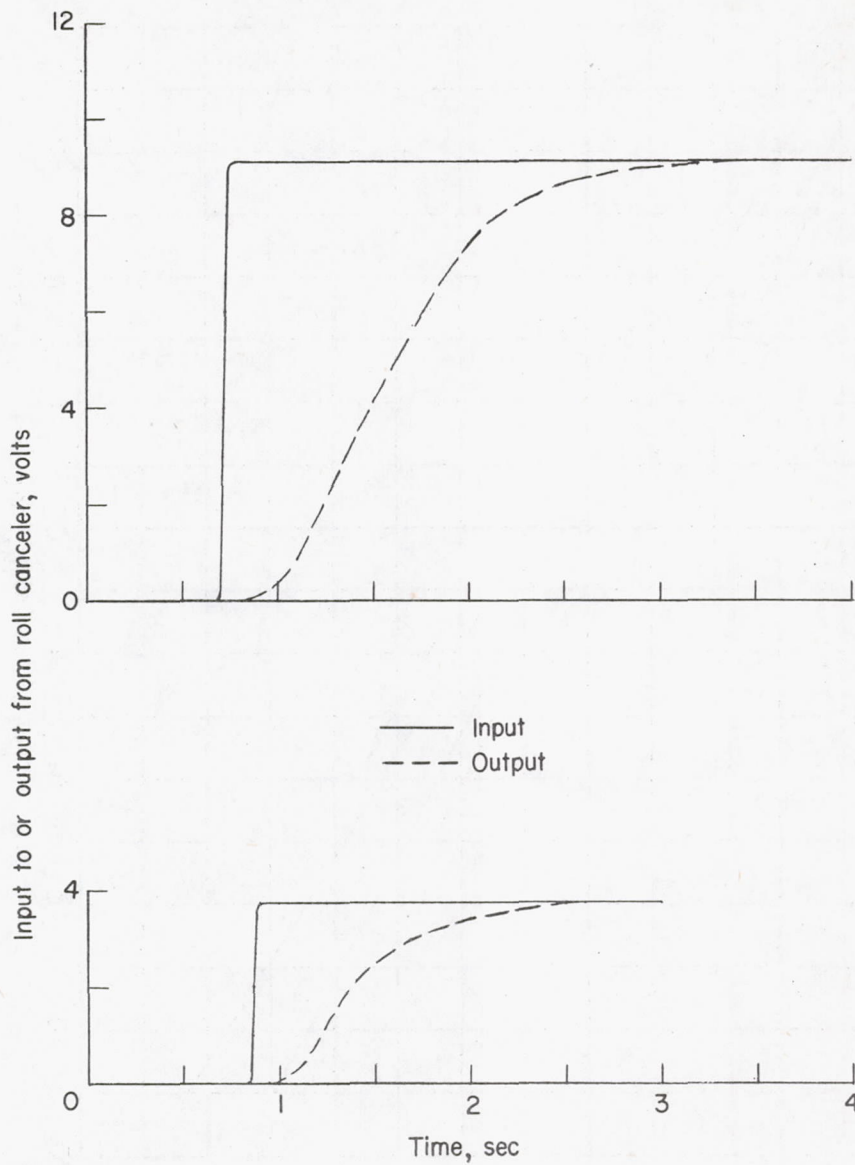 12
8
4
0
Input to or output from roll canceler, volts
Input
Output
4
0
1
2
3
4
Time, sec